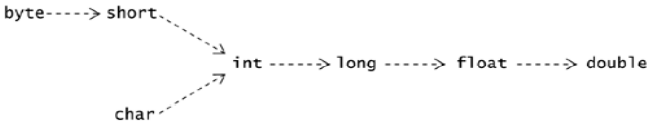 byte short
int long float double
char